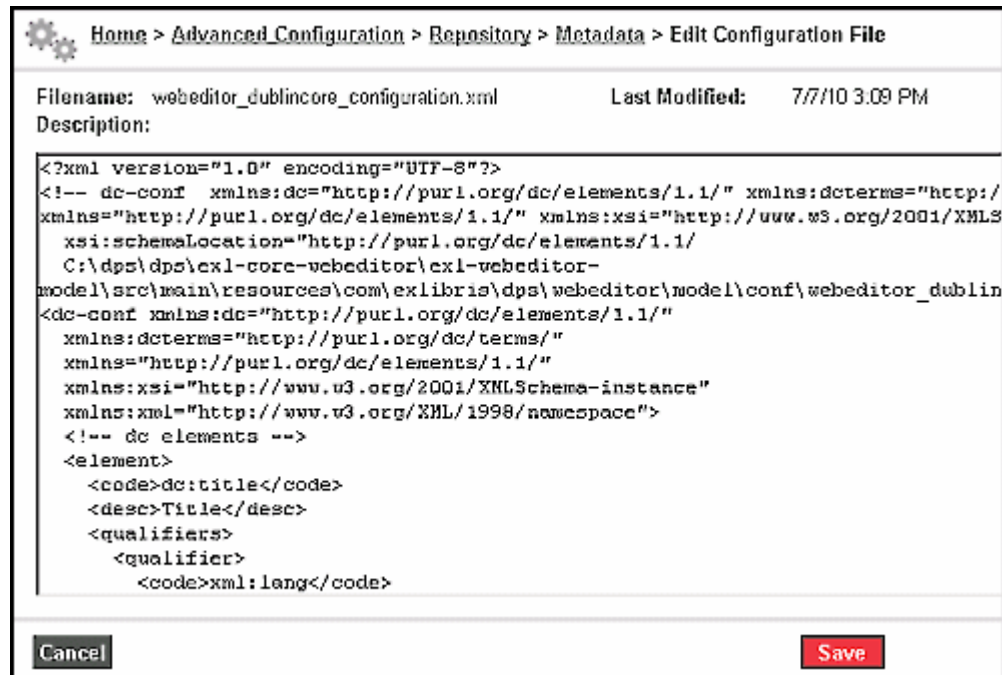 Home > Advanced Configuration > Repository > Metadata > Edit Configuration File
Filename: webeditor_dublincore_configuration.xml Last Modified: 7/7/10 3:09 PM
Description:
<?xml version="1.0" encoding="UTF-8"?>
<!-- dc-conf xmlns:dc="http://purl.org/dc/elements/1.1/" xmlns:dcterms="http:/
xmlns="http://purl.org/dc/elements/1.1/" xmlns:xsi="http://www.w3.org/2001/XMLS
xsi:schemaLocation="http://purl.org/dc/elements/1.1/
C:\dps\dps\exl-core-webeditor\exl-webeditor-
model\src\main\resources\com\exlibris\dps\webeditor\model\conf\webeditor_dublin
<dc-conf xmlns:dc="http://purl.org/dc/elements/1.1/"
xmlns:dcterms="http://purl.org/dc/terms/"
xmlns="http://purl.org/dc/elements/1.1/"
xmlns:xsi="http://www.w3.org/2001/XMLSchema-instance"
xmlns:xml="http://www.w3.org/XML/1998/namespace">
<!-- dc elements -->
<element>
<code>dc:title</code>
<desc>Title</desc>
<qualifiers>
<qualifier>
<code>xml:lang</code>
Cancel Save